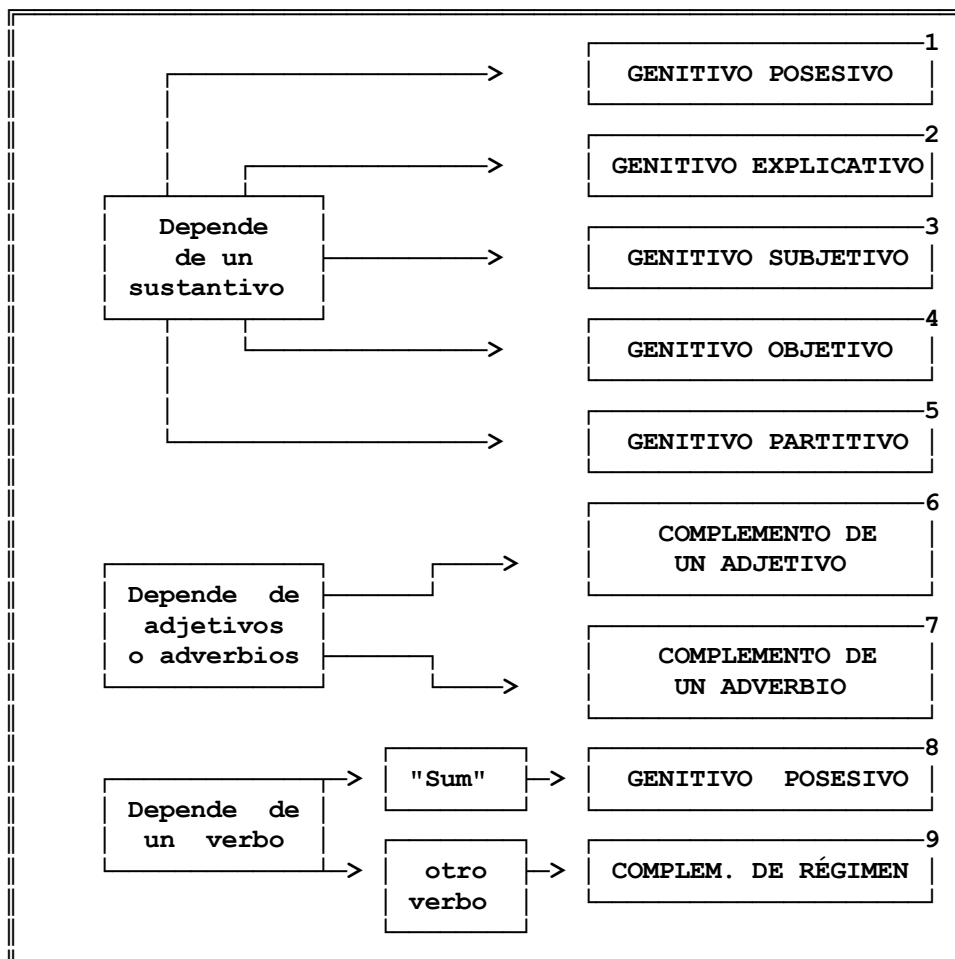 1
GENITIVO POSESIVO
2
GENITIVO EXPLICATIVO
Depende
de un
sustantivo
3
GENITIVO SUBJETIVO
4
GENITIVO OBJETIVO
5
GENITIVO PARTITIVO
6
COMPLEMENTO DE
UN ADJETIVO
Depende de
adjetivos
o adverbios
7
COMPLEMENTO DE
UN ADVERBIO
8
"Sum"
GENITIVO POSESIVO
Depende de
un verbo
9
otro
verbo
COMPLEM. DE RÉGIMEN